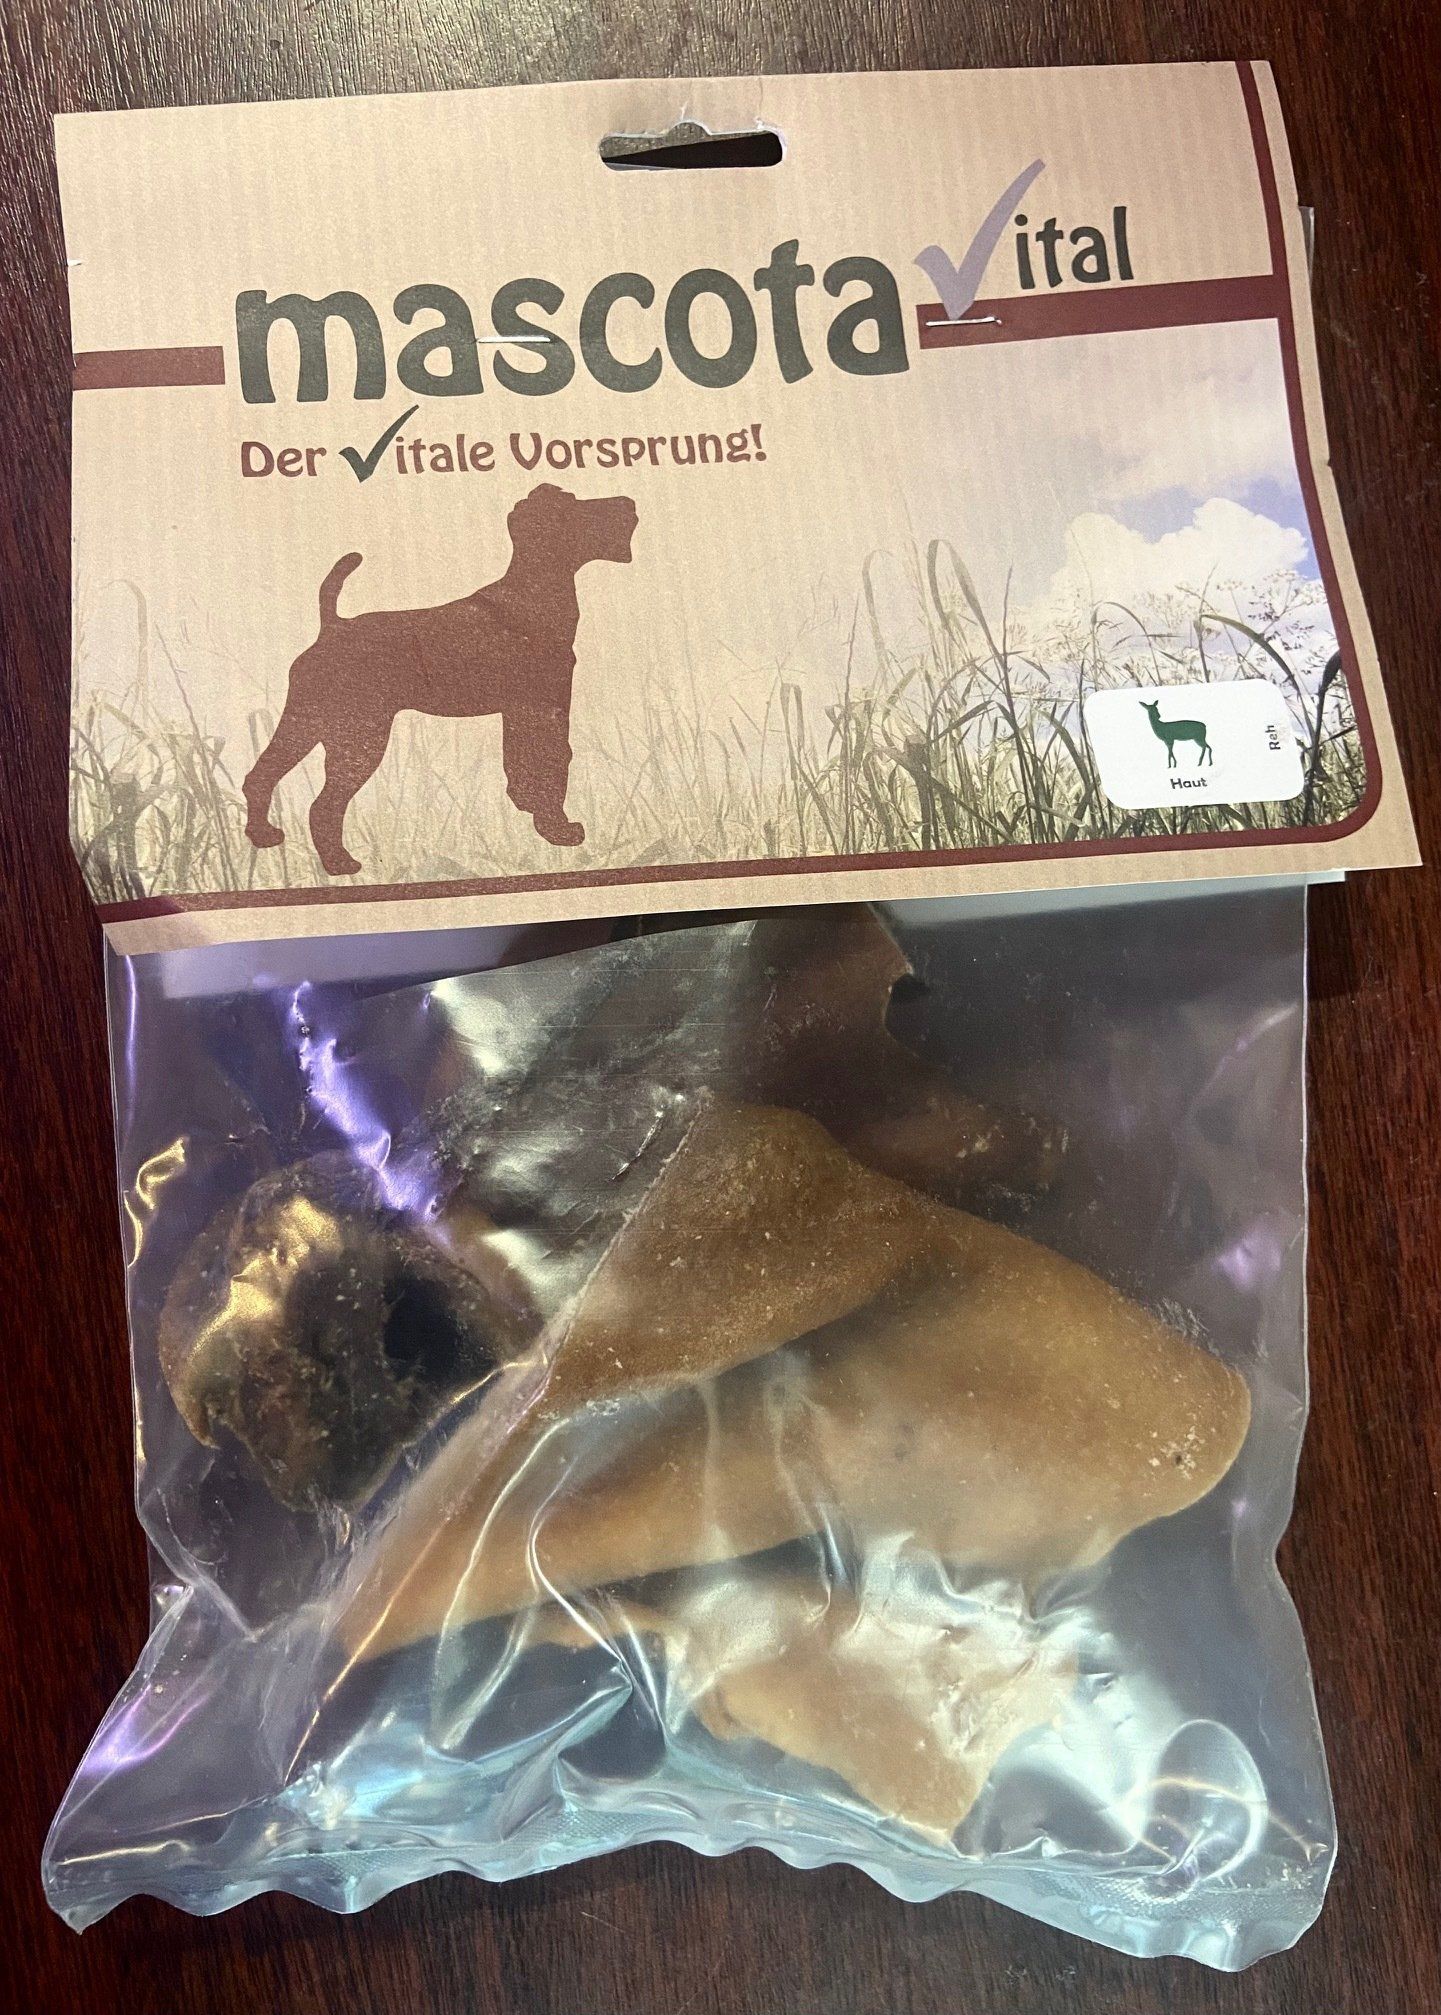 mascota Vital
Der Vitale Vorsprung!
Reh
Haut